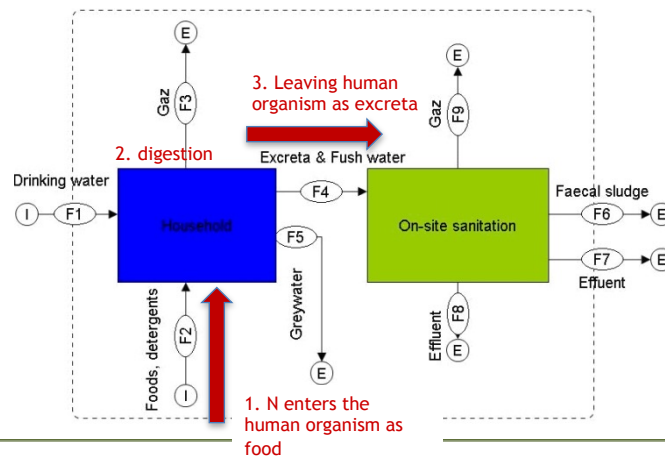 E
E
Gaz
F3
3. Leaving human
organism as excreta
Gaz
F9
2. digestion
Excreta & Fush water
Drinking water
I
F1
Household
F4
On-site sanitation
Faecal sludge
F6
E
F5
F7
E
Effuent
Greywater
Foods, detergents
F2
Effluent
F8
E
E
I
1. N enters the
human organism as
food